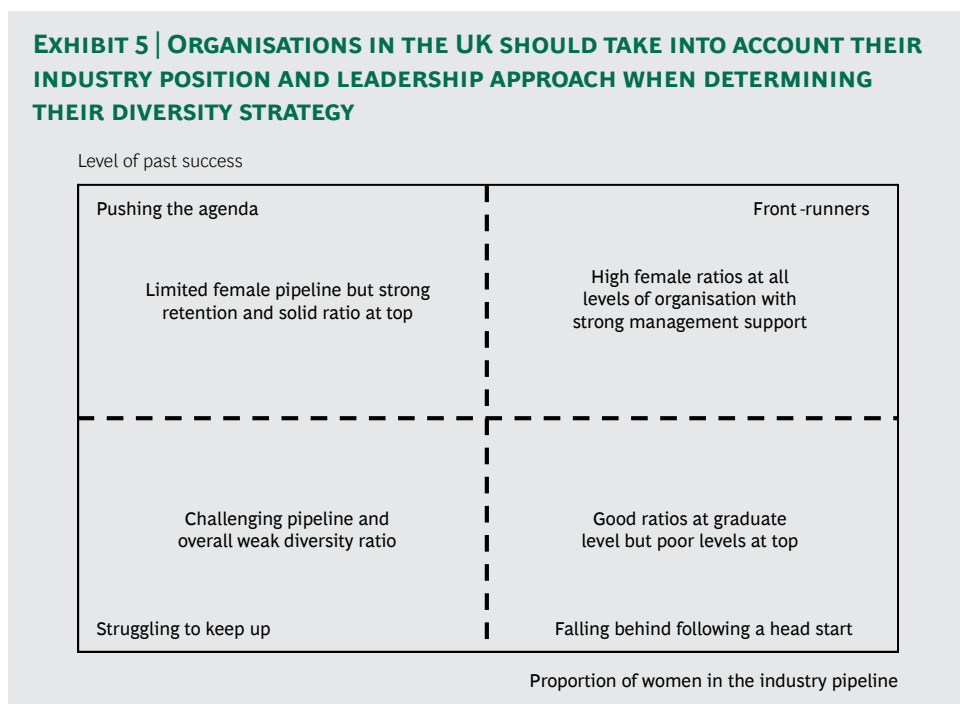 EXHIBIT 5 | ORGANISATIONS IN THE UK SHOULD TAKE INTO ACCOUNT THEIR
INDUSTRY POSITION AND LEADERSHIP APPROACH WHEN DETERMINING
THEIR DIVERSITY STRATEGY
Level of past success
Pushing the agenda
Limited female pipeline but strong
retention and solid ratio at top
Front-runners
High female ratios at all
levels of organisation with
strong management support
Challenging pipeline and
overall weak diversity ratio
Struggling to keep up
Good ratios at graduate
level but poor levels at top
Falling behind following a head start
Proportion of women in the industry pipeline